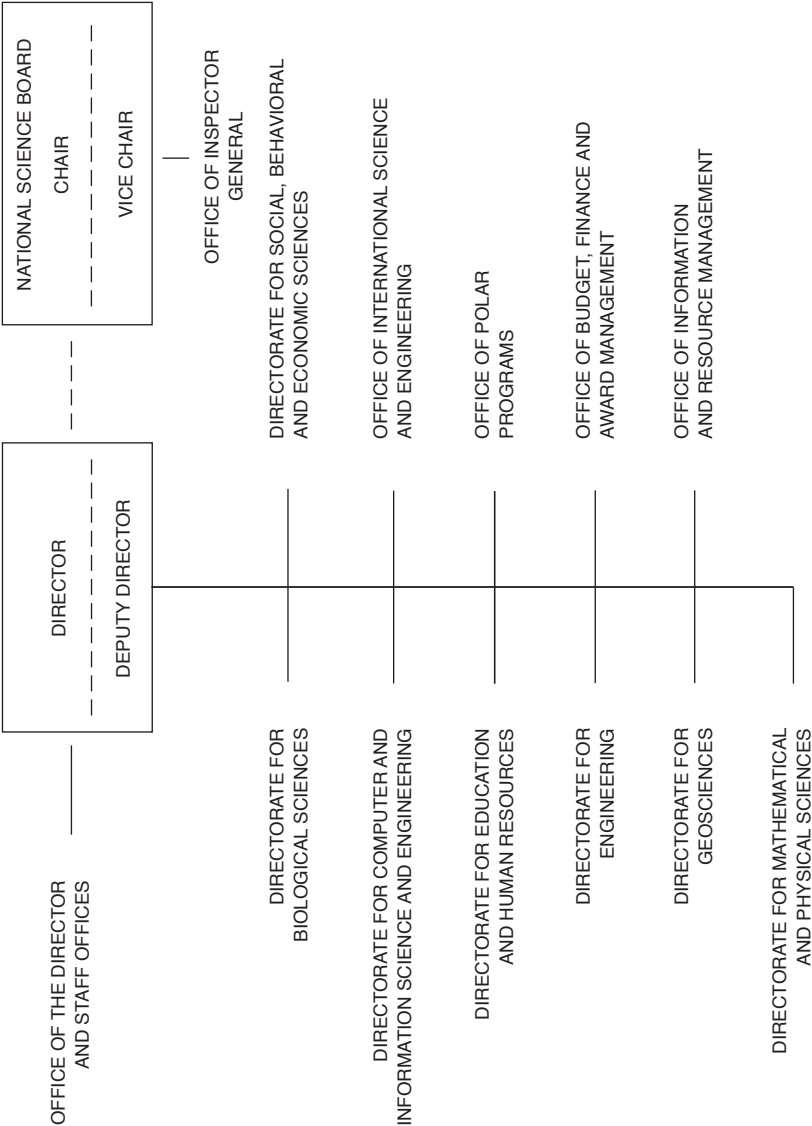 OFFICE OF THE DIRECTOR
AND STAFF OFFICES
DIRECTOR
DEPUTY DIRECTOR
NATIONAL SCIENCE BOARD
CHAIR
VICE CHAIR
OFFICE OF INSPECTOR
GENERAL
DIRECTORATE FOR
BIOLOGICAL SCIENCES
DIRECTORATE FOR SOCIAL, BEHAVIORAL
AND ECONOMIC SCIENCES
DIRECTORATE FOR COMPUTER AND
INFORMATION SCIENCE AND ENGINEERING
OFFICE OF INTERNATIONAL SCIENCE
AND ENGINEERING
DIRECTORATE FOR EDUCATION
AND HUMAN RESOURCES
OFFICE OF POLAR
PROGRAMS
DIRECTORATE FOR
ENGINEERING
OFFICE OF BUDGET, FINANCE AND
AWARD MANAGEMENT
DIRECTORATE FOR
GEOSCIENCES
OFFICE OF INFORMATION
AND RESOURCE MANAGEMENT
DIRECTORATE FOR MATHEMATICAL
AND PHYSICAL SCIENCES